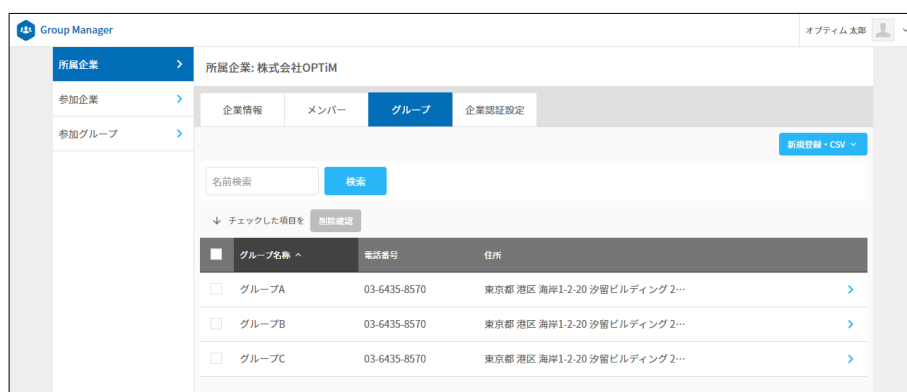 Group Manager
オプティム 太郎
所属企業
参加企業
参加グループ
所属企業: 株式会社OPTiM
企業情報 メンバー グループ 企業認証設定
新規登録・CSV
名前検索 検索
チェックした項目を 削除確認
グループ名称 電話番号 住所
グループA 03-6435-8570 東京都 港区 海岸1-2-20 汐留ビルディング 2…
グループB 03-6435-8570 東京都 港区 海岸1-2-20 汐留ビルディング 2…
グループC 03-6435-8570 東京都 港区 海岸1-2-20 汐留ビルディング 2…